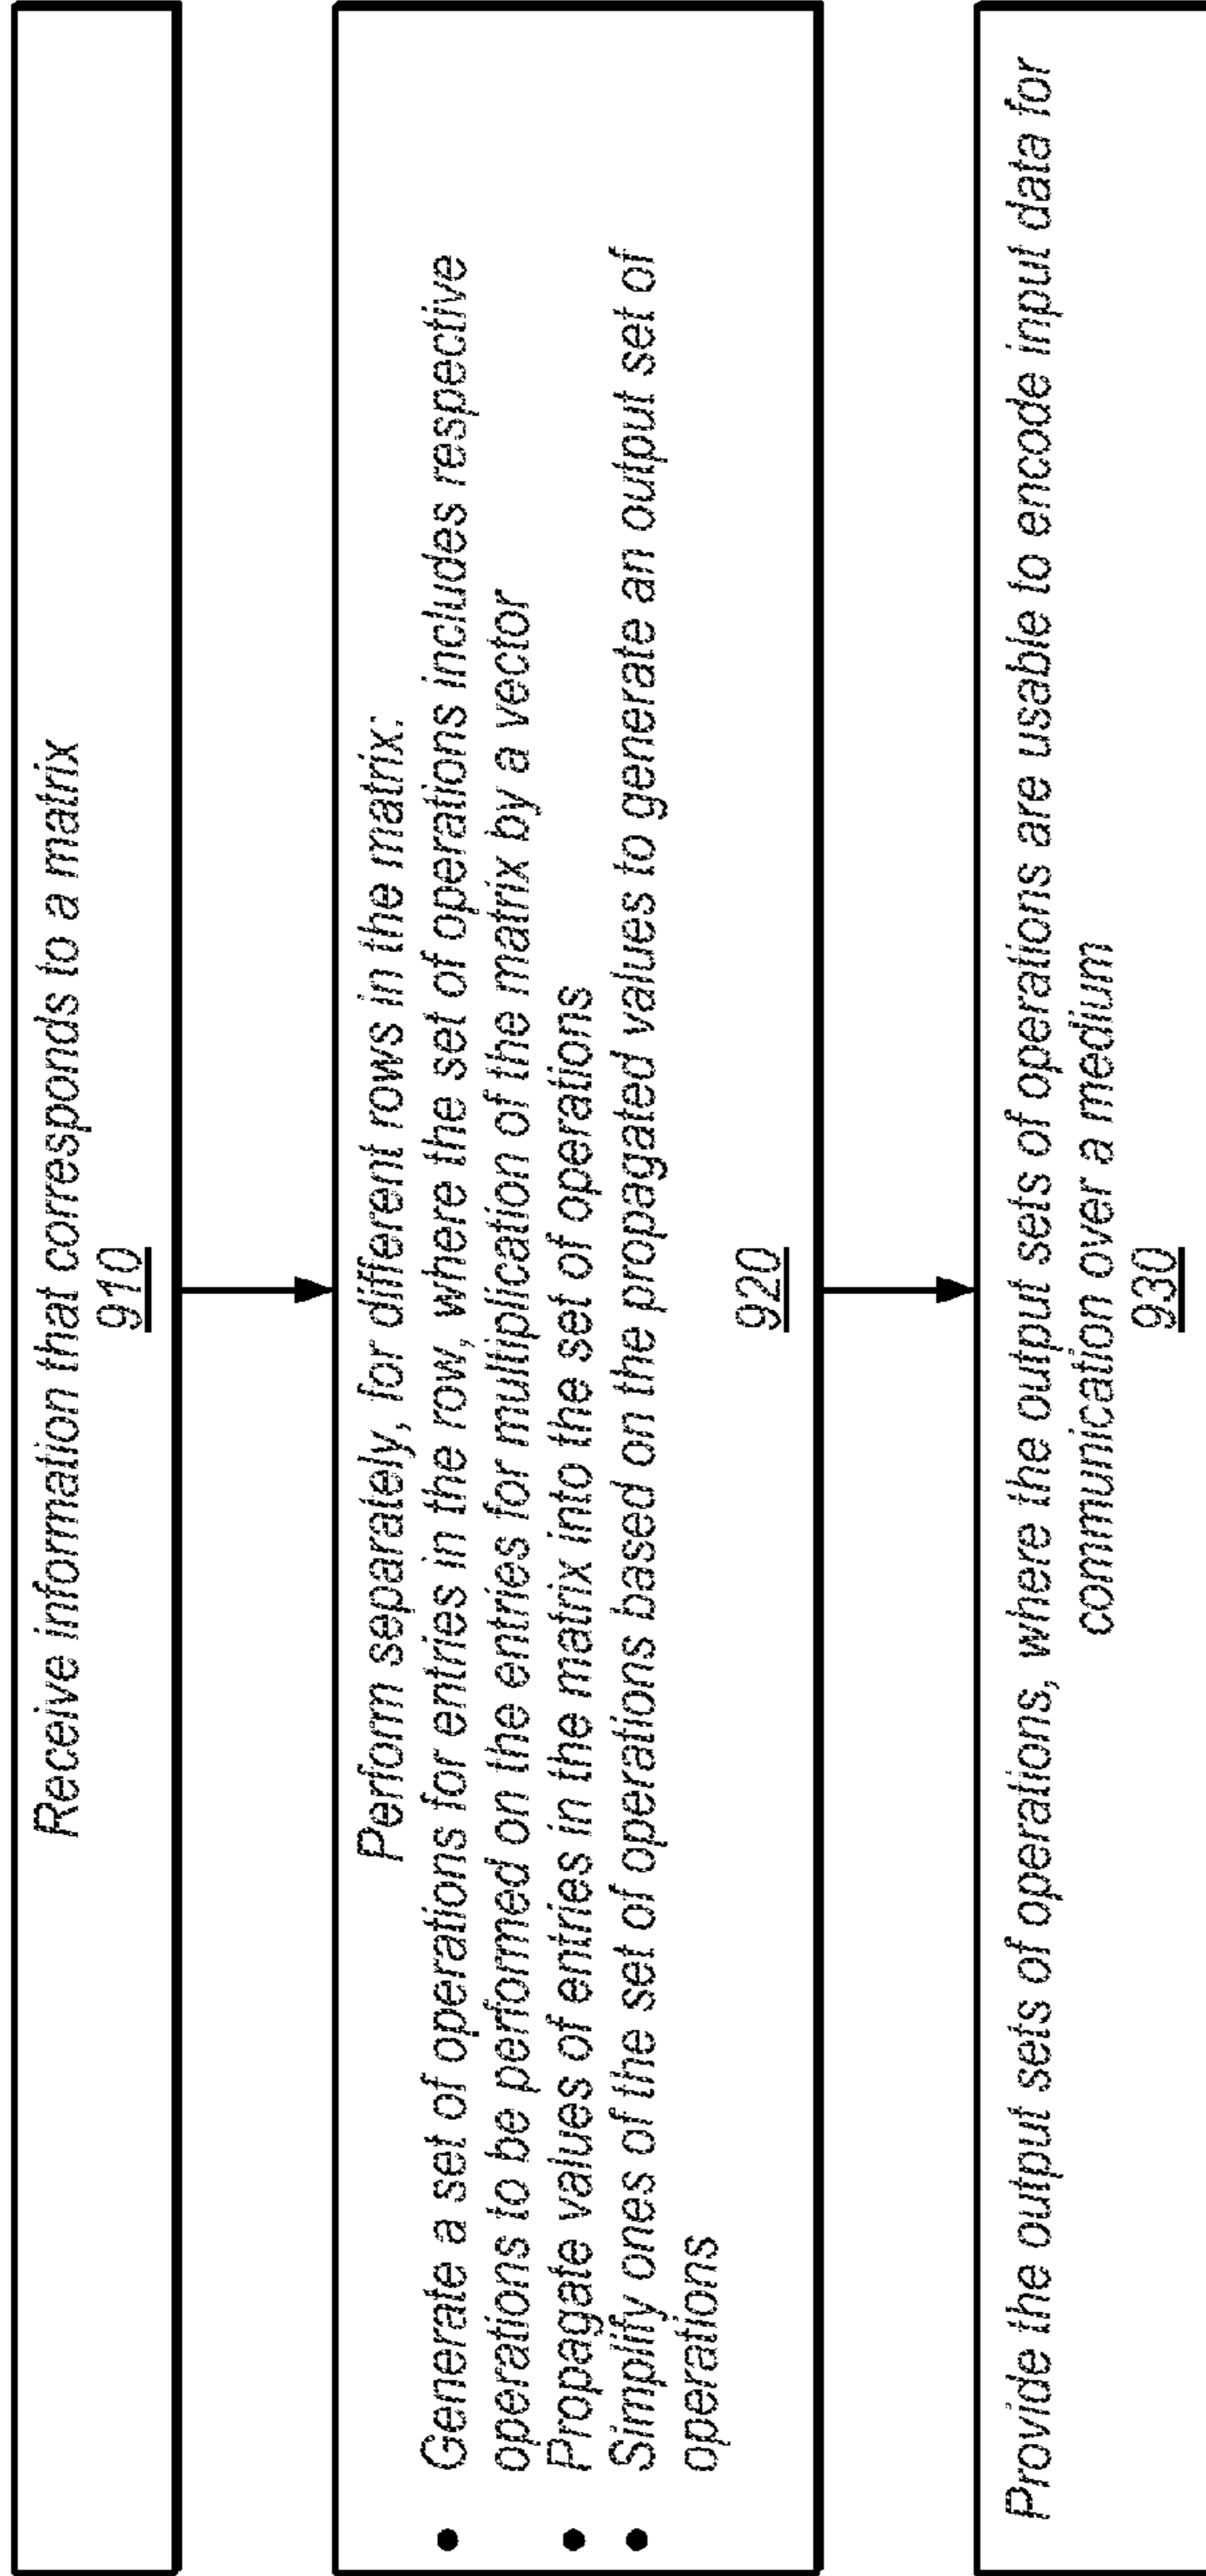 Receive information that corresponds to a matrix
910
Perform separately, for different rows in the matrix:
• Generate a set of operations for entries in the row, where the set of operations includes respective
operations to be performed on the entries for multiplication of the matrix by a vector
• Propagate values of entries in the matrix into the set of operations
• Simplify ones of the set of operations based on the propagated values to generate an output set of
operations
920
Provide the output sets of operations, where the output sets of operations are usable to encode input data for
communication over a medium
930